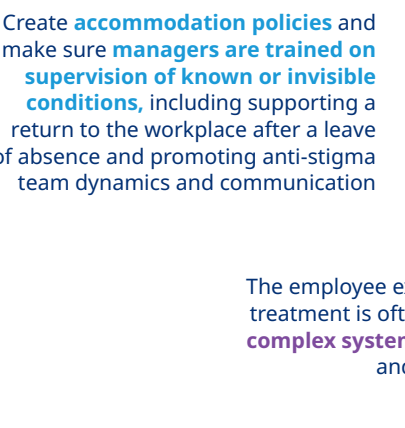 Create accommodation policies and
make sure managers are trained on
supervision of known or invisible
conditions, including supporting a
return to the workplace after a leave
of absence and promoting anti-stigma
team dynamics and communication
The employee
treatment is
complex
and